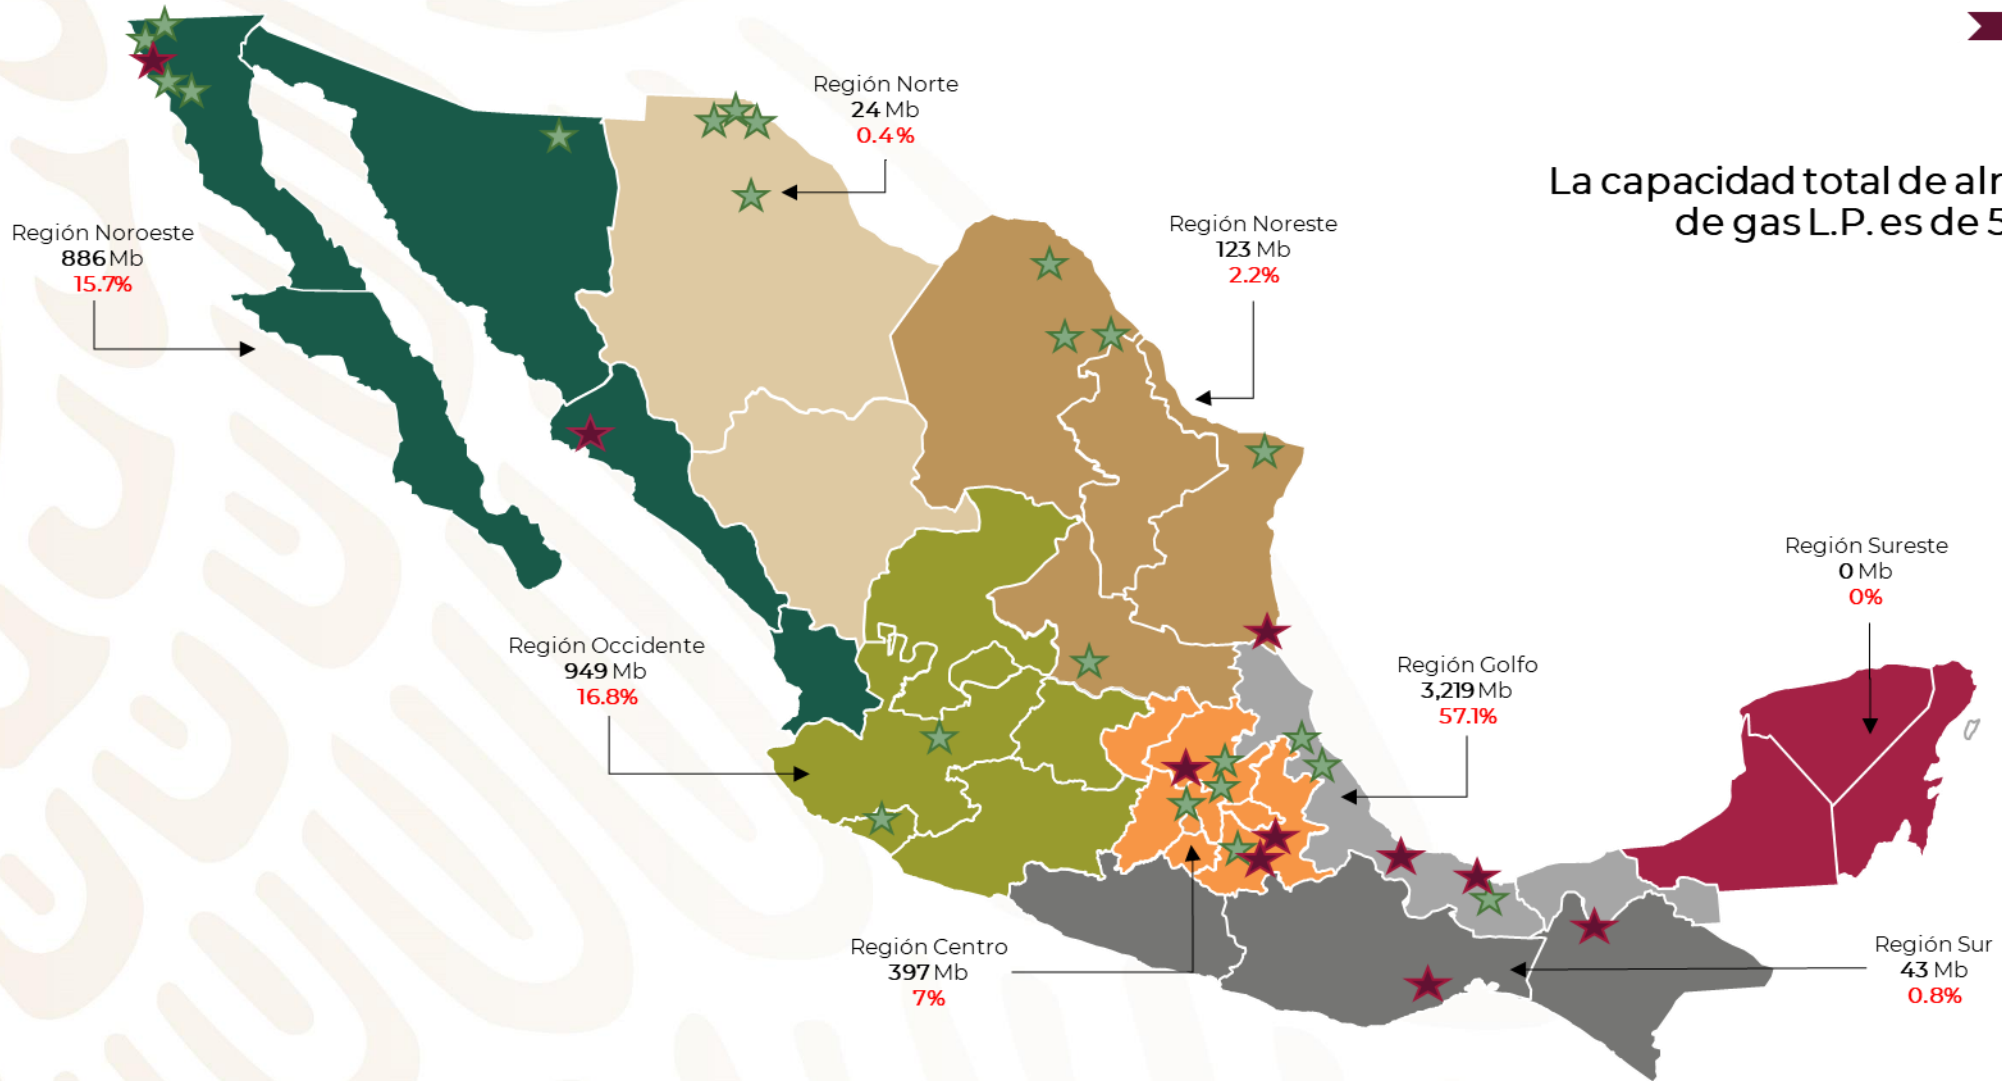 Región Norte
24 Mb
0.4%
La capacidad total de
de gas L.P. es de
Región Noroeste
886 Mb
15.7%
Región Noreste
123 Mb
2.2%
Región Sureste
0 Mb
0%
Región Occidente
949 Mb
16.8%
Región Golfo
3,219 Mb
57.1%
Región Centro
397 Mb
7%
Región Sur
43 Mb
0.8%